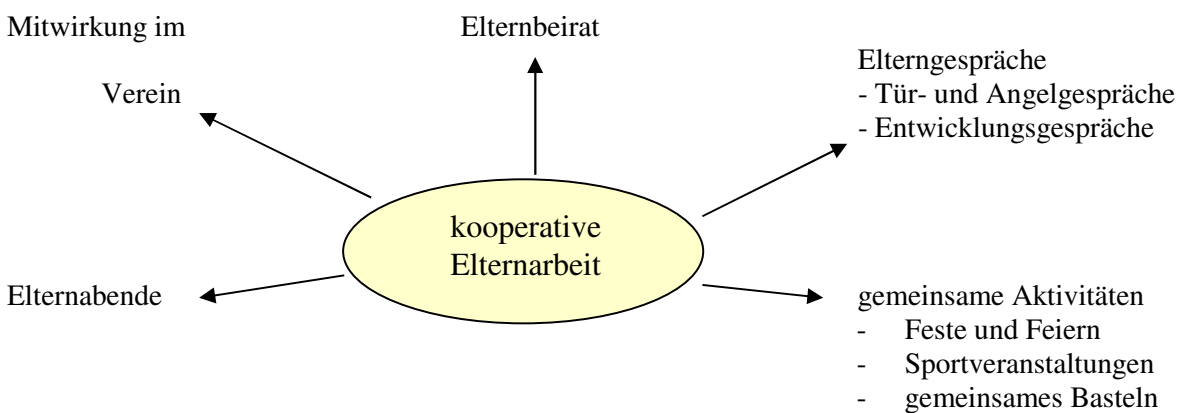 Mitwirkung im
Verein
Elternbeirat
Elterngespräche
- Tür- und Angelgespräche
- Entwicklungsgespräche
kooperative
Elternarbeit
Elternabende
gemeinsame Aktivitäten
- Feste und Feiern
- Sportveranstaltungen
- gemeinsames Basteln